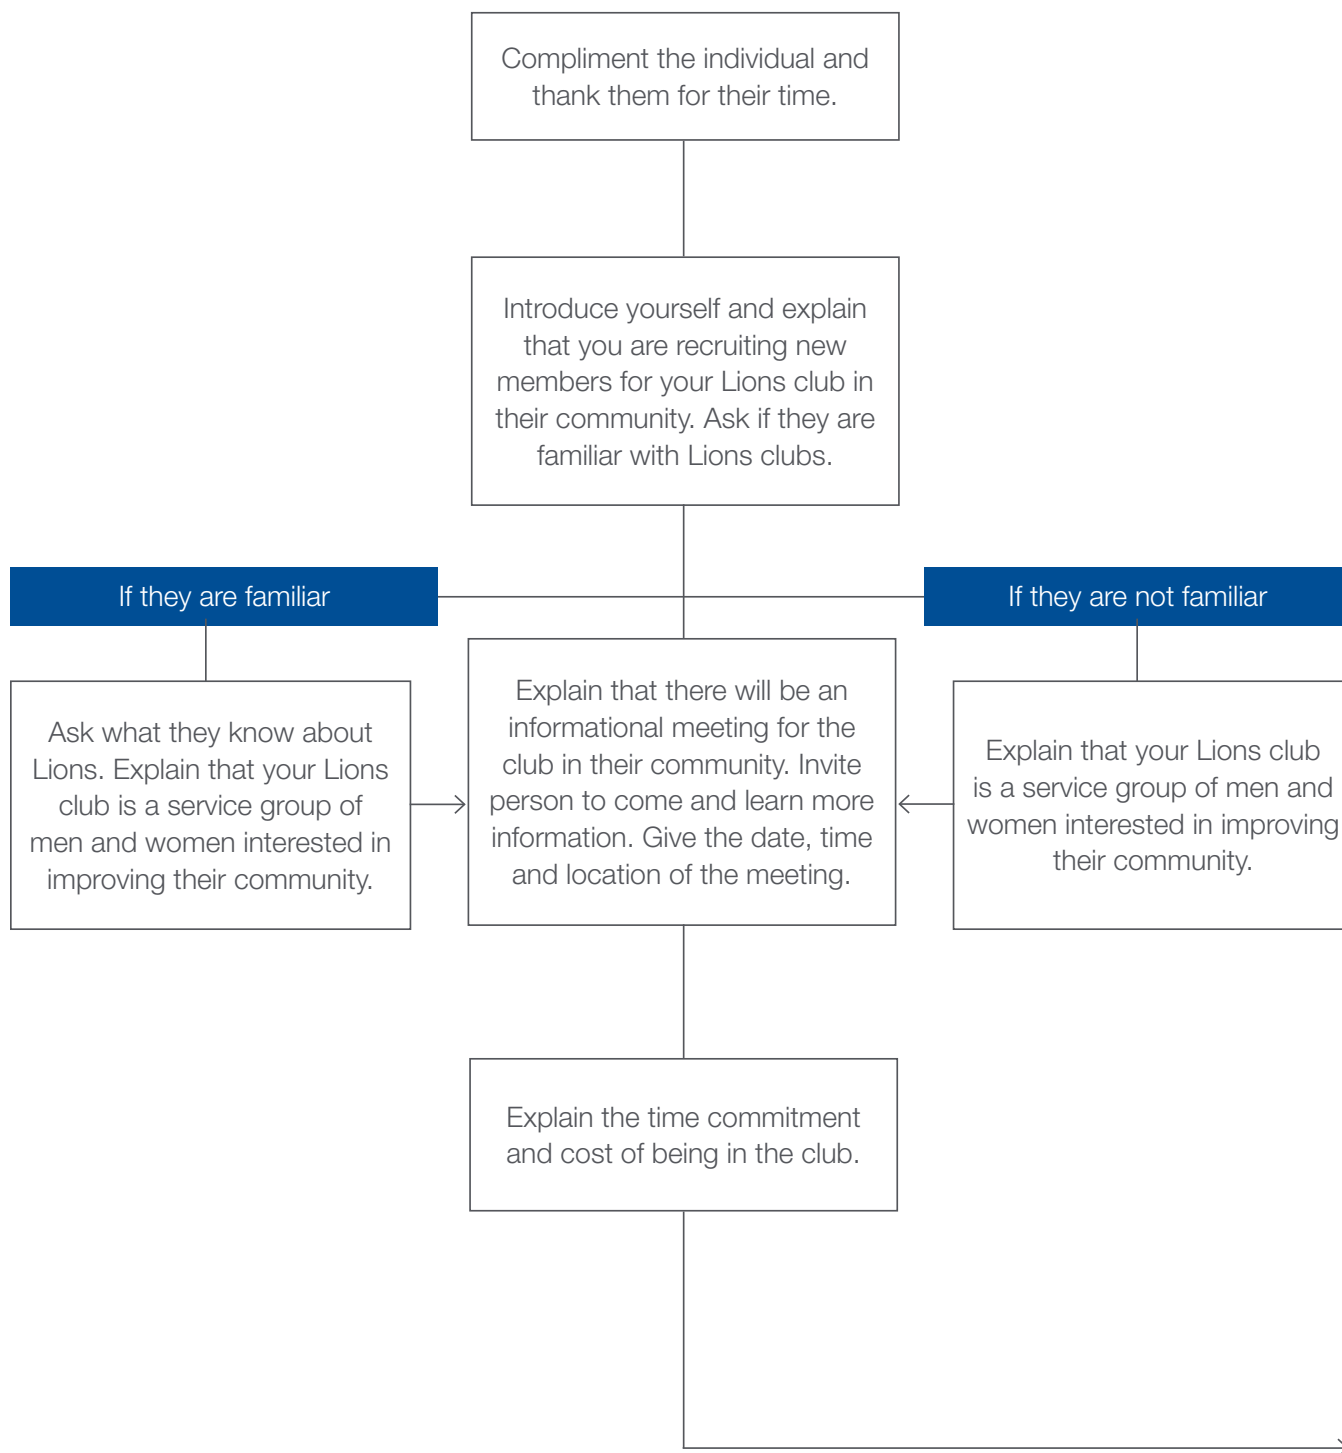 Compliment the individual and
thank them for their time.
Introduce yourself and explain
that you are recruiting new
members for your Lions club in
their community. Ask if they are
familiar with Lions clubs.
If they are familiar
If they are not familiar
Ask what they know about
Lions. Explain that your Lions
club is a service group of
men and women interested in
improving their community.
Explain that there will be an
informational meeting for the
club in their community. Invite
person to come and learn more
information. Give the date, time
and location of the meeting.
Explain that your Lions club
is a service group of men and
women interested in improving
their community.
Explain the time commitment
and cost of being in the club.